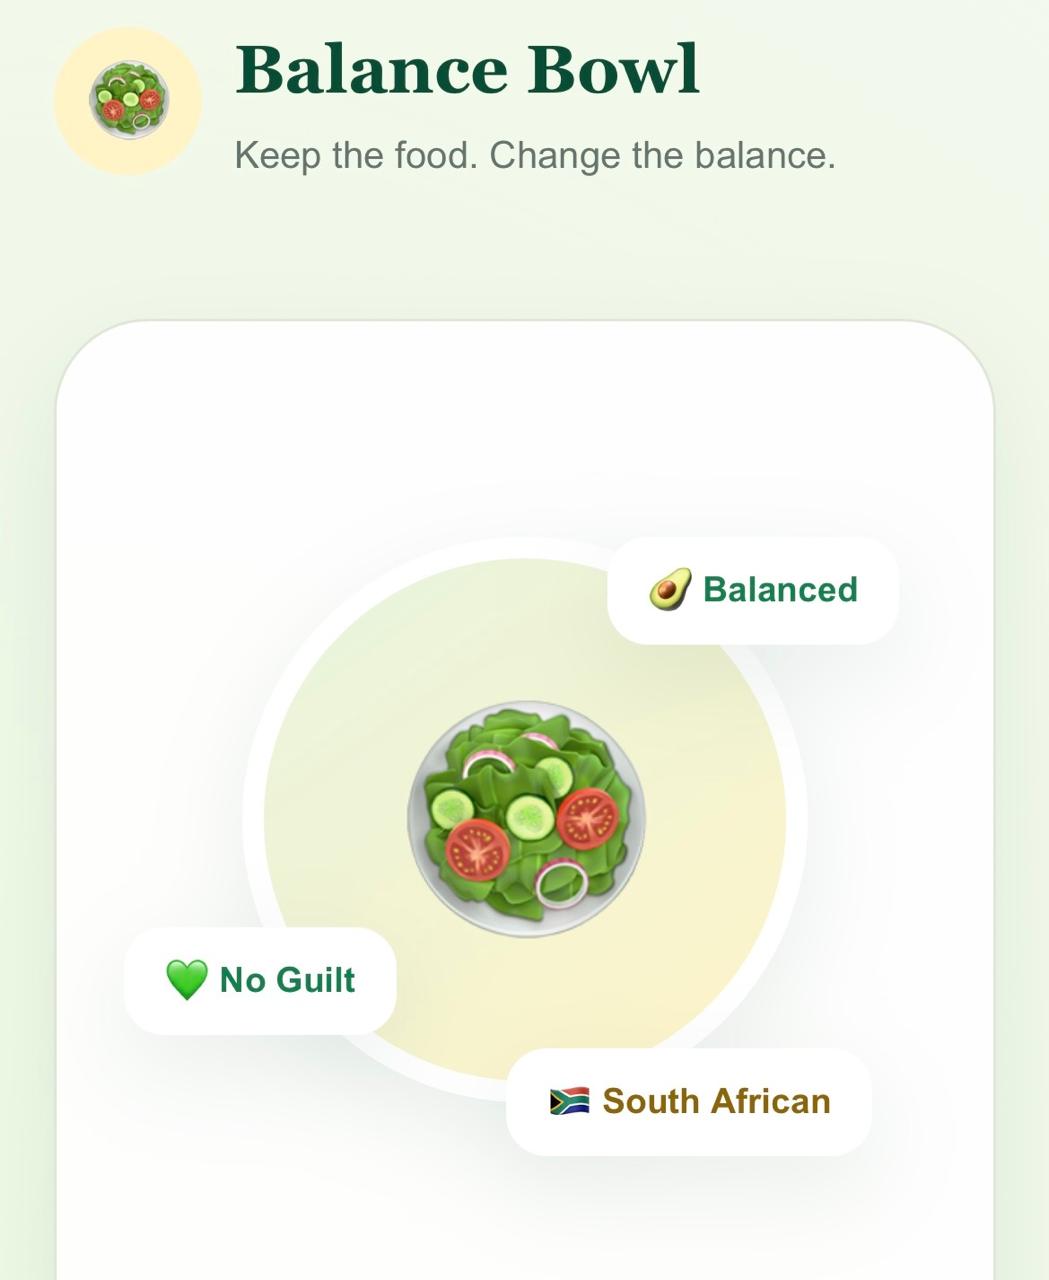 Balance Bowl
Keep the food. Change the balance.
Balanced
No Guilt
South African